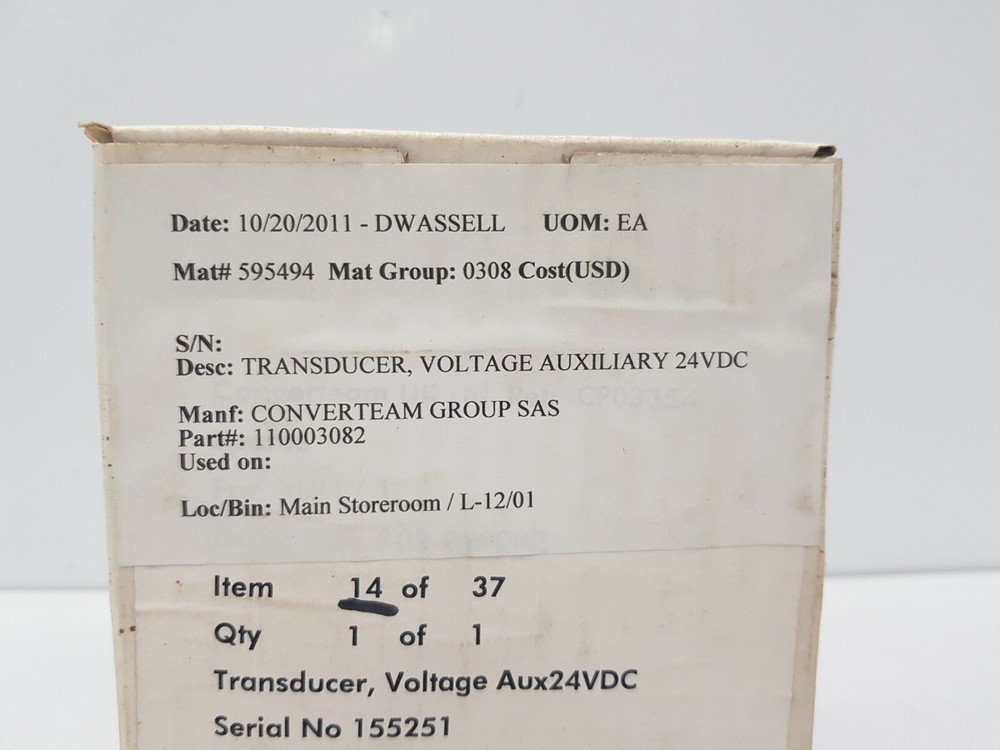 Date: 10/20/2011 - DWASSELL UOM: EA
Mat# 595494 Mat Group: 0308 Cost(USD)
S/N:
Desc: TRANSDUCER, VOLTAGE AUXILIARY 24VDC
Manf: CONVERTEAM GROUP SAS
Part#: 110003082
Used on:
Loc/Bin: Main Storeroom / L-12/01
Item 14 of 37
Qty 1 of 1
Transducer, Voltage Aux24VDC
Serial No 155251